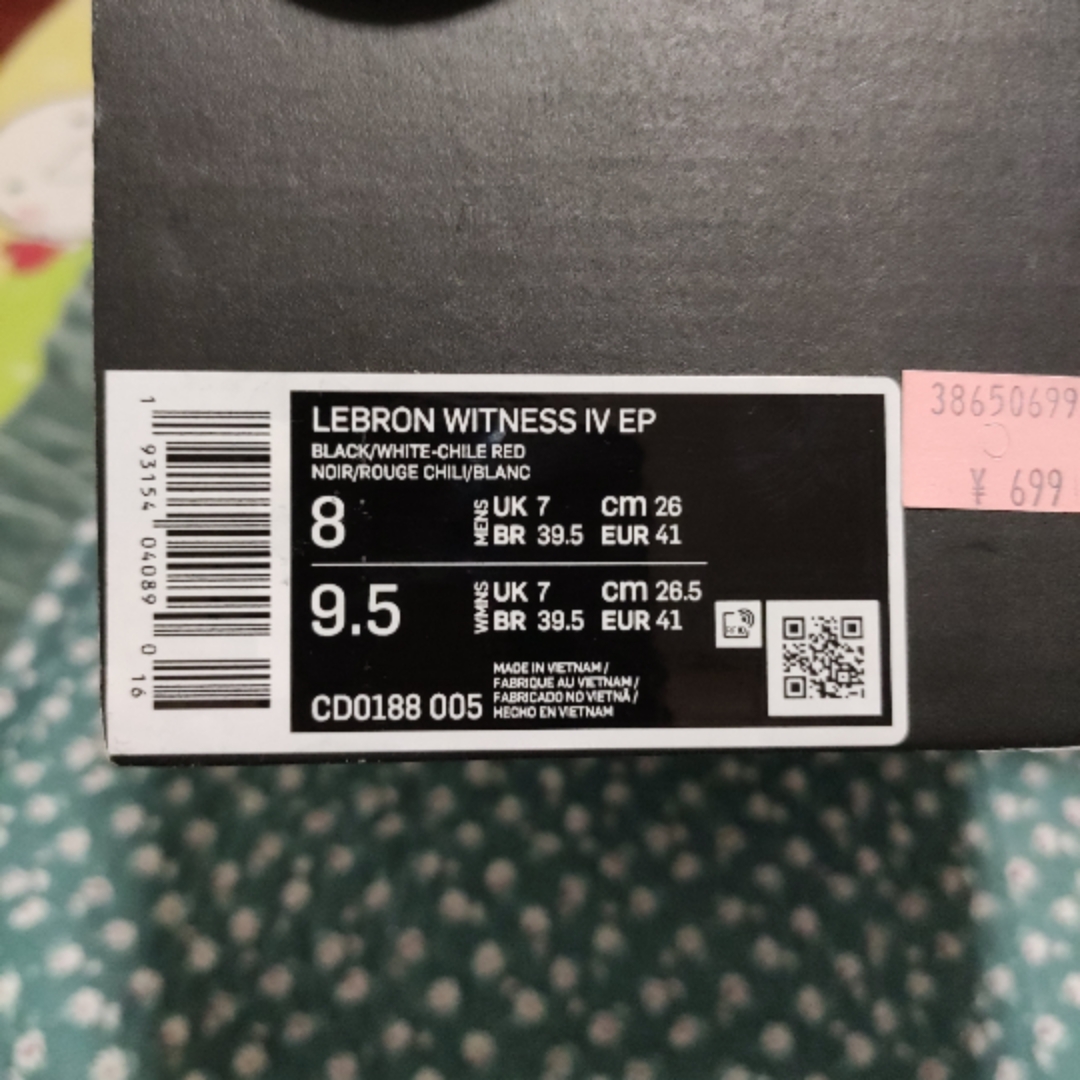 LEBRON WITNESS IV EP
BLACK/WHITE-CHILE RED
NOIR/ROUGE CHILI/BLANC
8 MENS UK 7 cm 26
BR 39.5 EUR 41
9.5 WMNS UK 7 cm 26.5
BR 39.5 EUR 41
CD0188 005
MADE IN VIETNAM /
FABRIQUE AU VIETNAM /
FABRICADO NO VIETNÃ /
HECHO EN VIETNAM
1 93154 04089 0 16
38650699
¥ 699